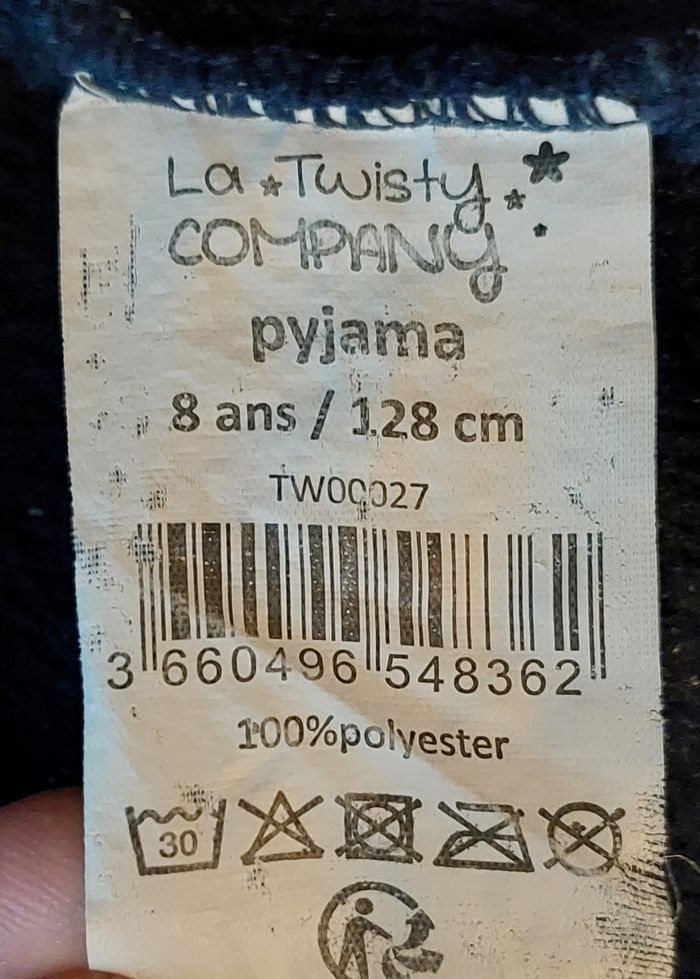 La Twisty
COMPANY
pyjama
8 ans / 128 cm
TW00027
3 660496 548362
100%polyester
30